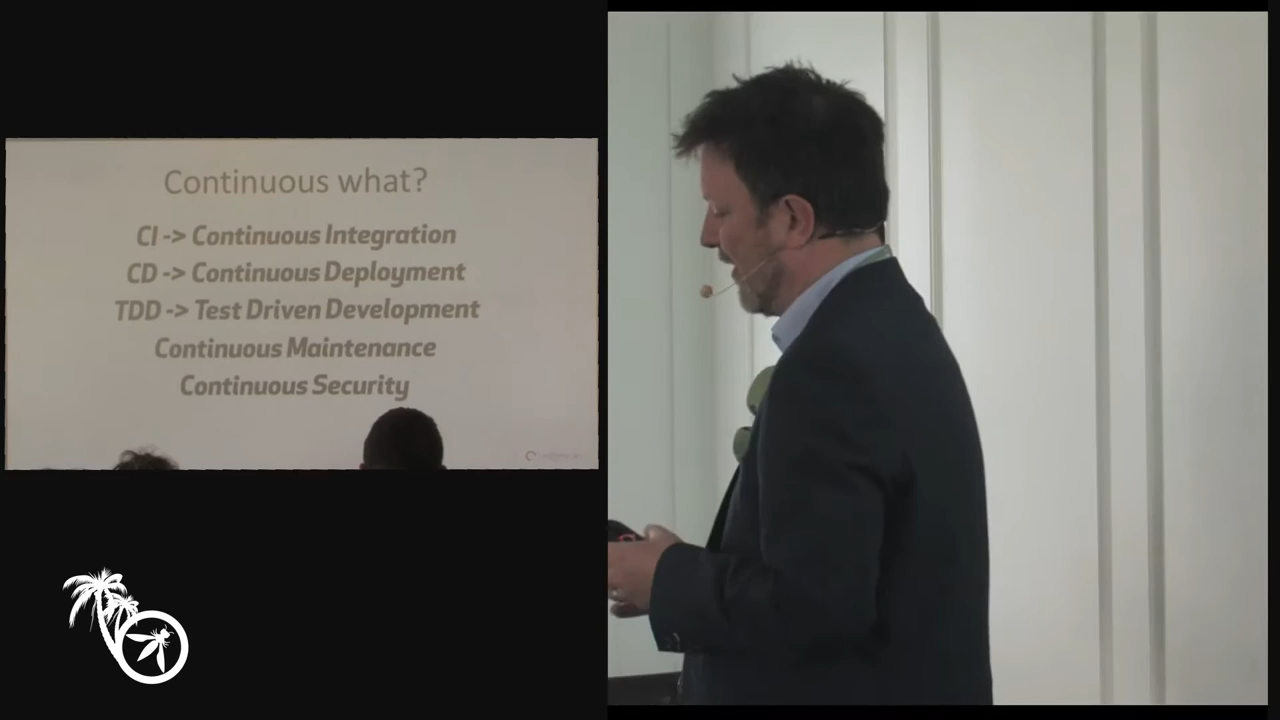 Continuous what?
CI -> Continuous Integration
CD -> Continuous Deployment
TDD -> Test Driven Development
Continuous Maintenance
Continuous Security